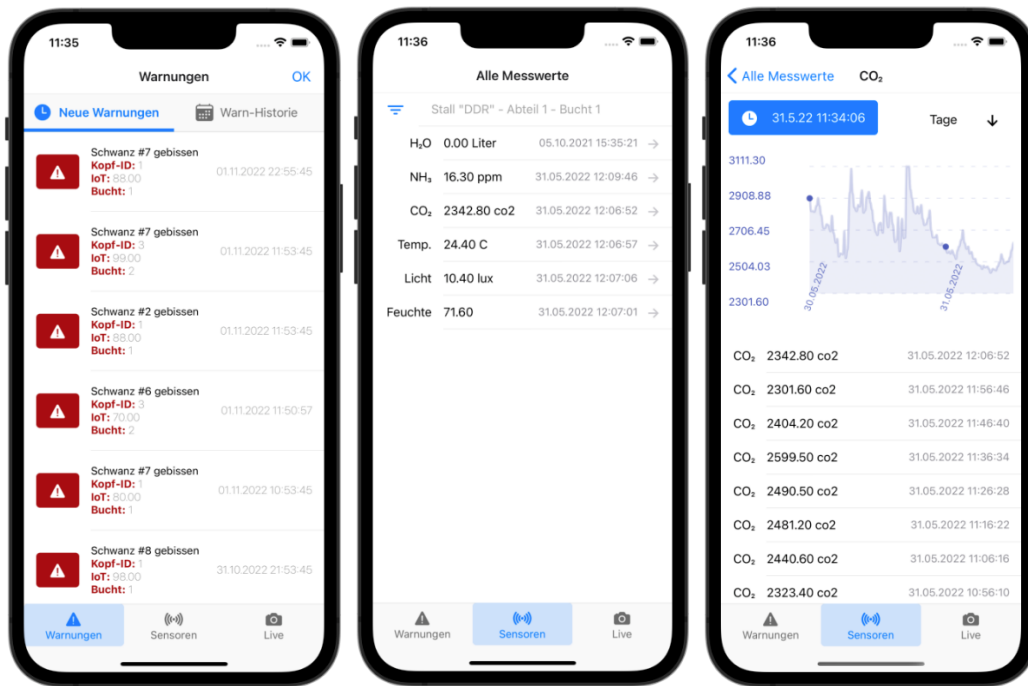 11:35
Warnungen OK
Neue Warnungen Warn-Historie
Schwanz #7 gebissen
Kopf-ID: 1
IoT: 88.00
Bucht: 1
01.11.2022 22:55:45
Schwanz #7 gebissen
Kopf-ID: 3
IoT: 99.00
Bucht: 2
01.11.2022 11:53:45
Schwanz #2 gebissen
Kopf-ID: 1
IoT: 88.00
Bucht: 1
01.11.2022 11:53:45
Schwanz #6 gebissen
Kopf-ID: 3
IoT: 70.00
Bucht: 2
01.11.2022 11:50:57
Schwanz #7 gebissen
Kopf-ID: 1
IoT: 80.00
Bucht: 1
01.11.2022 10:53:45
Schwanz #8 gebissen
Kopf-ID: 1
IoT: 98.00
Bucht: 1
31.10.2022 21:53:45
Warnungen Sensoren Live
11:36
Alle Messwerte
Stall "DDR" - Abteil 1 - Bucht 1
H₂O 0.00 Liter 05.10.2021 15:35:21
NH₃ 16.30 ppm 31.05.2022 12:09:46
CO₂ 2342.80 co2 31.05.2022 12:06:52
Temp. 24.40 C 31.05.2022 12:06:57
Licht 10.40 lux 31.05.2022 12:07:06
Feuchte 71.60 31.05.2022 12:07:01
Warnungen Sensoren Live
11:36
Alle Messwerte CO₂
31.5.22 11:34:06 Tage
3111.30
2908.88
2706.45
2504.03
2301.60
30.05.2022 31.05.2022
CO₂ 2342.80 co2 31.05.2022 12:06:52
CO₂ 2301.60 co2 31.05.2022 11:56:46
CO₂ 2404.20 co2 31.05.2022 11:46:40
CO₂ 2599.50 co2 31.05.2022 11:36:34
CO₂ 2490.50 co2 31.05.2022 11:26:28
CO₂ 2481.20 co2 31.05.2022 11:16:22
CO₂ 2440.60 co2 31.05.2022 11:06:16
CO₂ 2323.40 co2 31.05.2022 10:56:10
Warnungen Sensoren Live